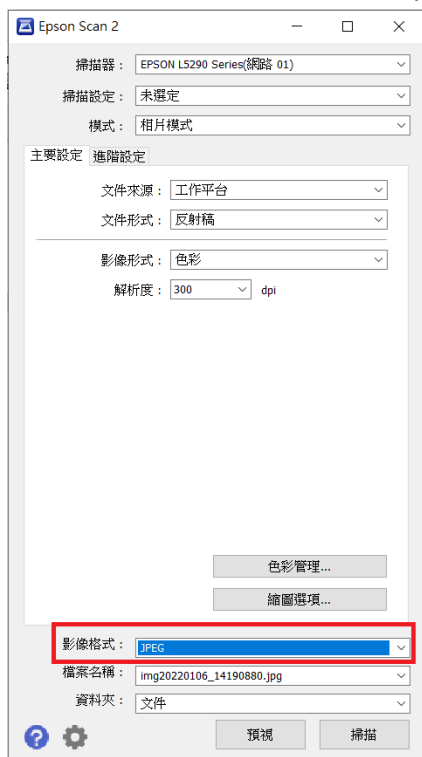 Epson Scan 2
掃描器： EPSON L5290 Series(網路 01)
掃描設定： 未選定
模式： 相片模式
主要設定 進階設定
文件來源： 工作平台
文件形式： 反射稿
影像形式： 色彩
解析度： 300 dpi
色彩管理...
縮圖選項...
影像格式： JPEG
檔案名稱： img20220106_14190880.jpg
資料夾： 文件
預視 掃描